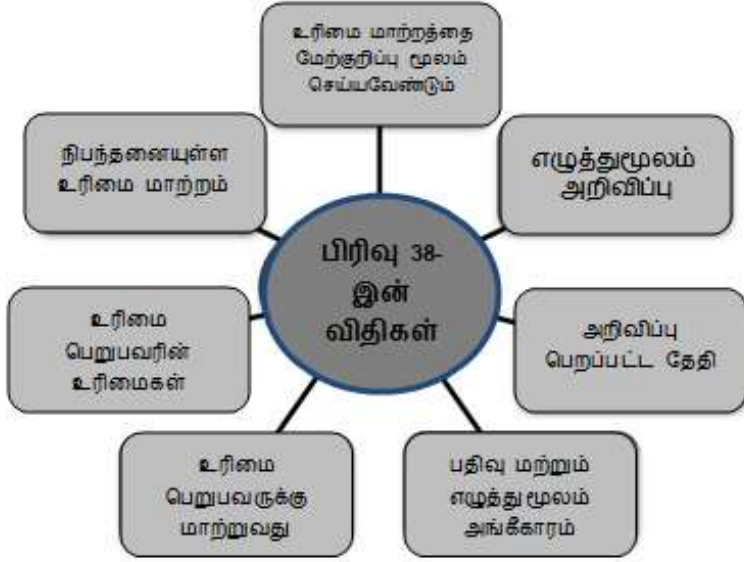 உரிமை மாற்றத்தை
மேற்குறிப்பு மூலம்
செய்யவேண்டும்
நிபந்தனையுள்ள
உரிமை மாற்றம்
எழுத்துமூலம்
அறிவிப்பு
பிரிவு 38-
இன்
விதிகள்
உரிமை
பெறுபவரின்
உரிமைகள்
அறிவிப்பு
பெறப்பட்ட தேதி
உரிமை
பெறுபவருக்கு
மாற்றுவது
பதிவு மற்றும்
எழுத்து மூலம்
அங்கீகாரம்